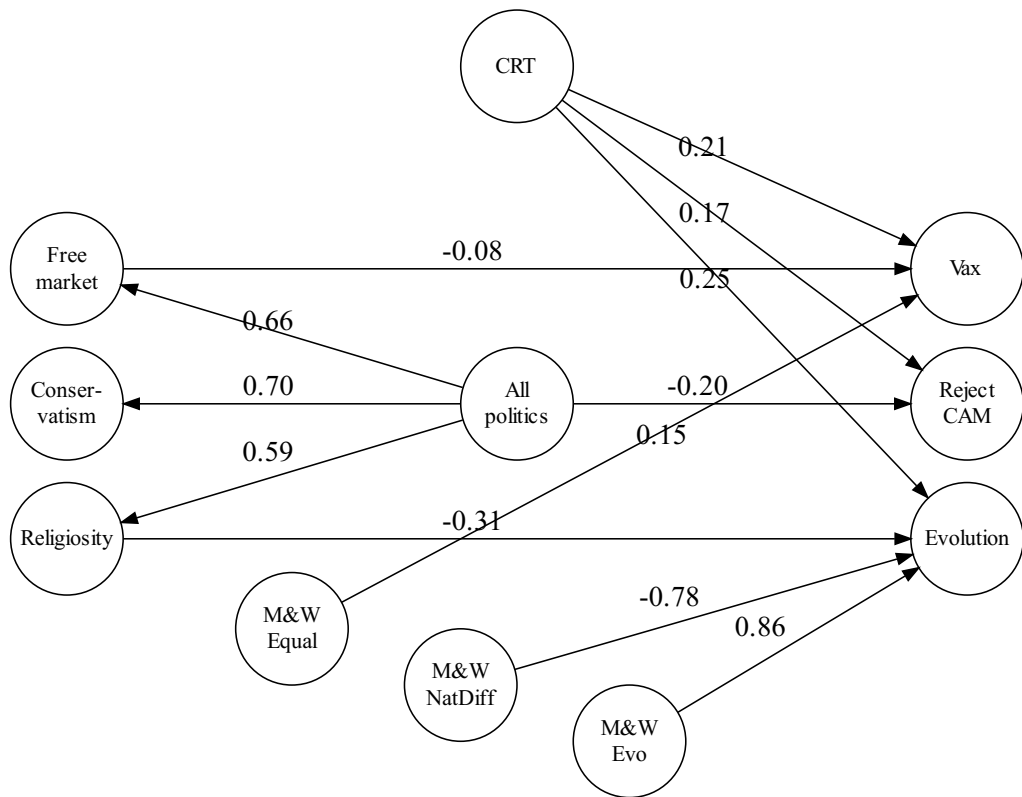 CRT
0.21
0.17
Free
market
-0.08
Vax
0.25
0.66
Conser-
vatism
0.70
All
politics
-0.20
Reject
CAM
0.15
0.59
Religiosity
-0.31
Evolution
M&W
Equal
-0.78
0.86
M&W
NatDiff
M&W
Evo